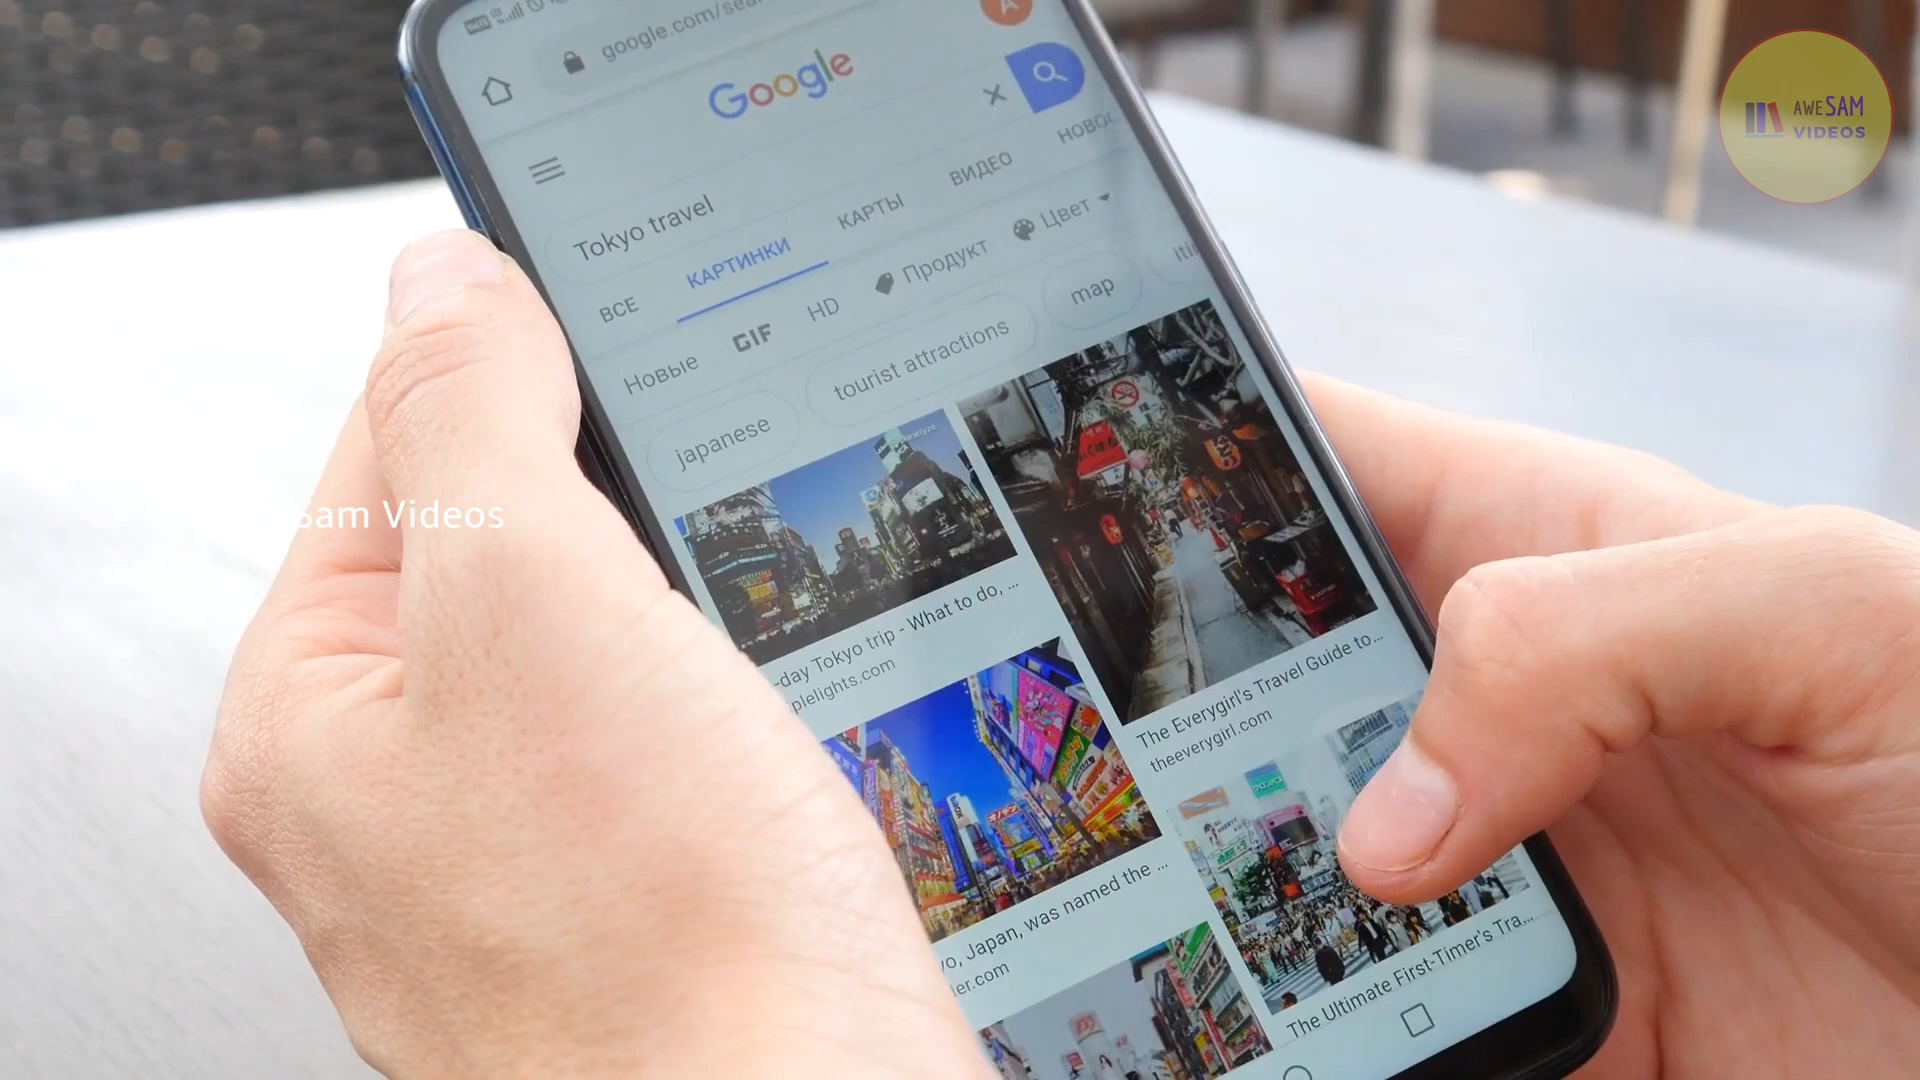 google.com/sea
A
Google
Tokyo travel
ВСЕ
КАРТИНКИ
КАРТЫ
ВИДЕО
НОВОС
Новые
GIF
HD
Продукт
Цвет
japanese
tourist attractions
map
-day Tokyo trip - What to do, ...
plelights.com
The Everygirl's Travel Guide to...
theeverygirl.com
yo, Japan, was named the ...
ler.com
The Ultimate First-Timer's Tra...
Sam Videos
AWESAM
VIDEOS